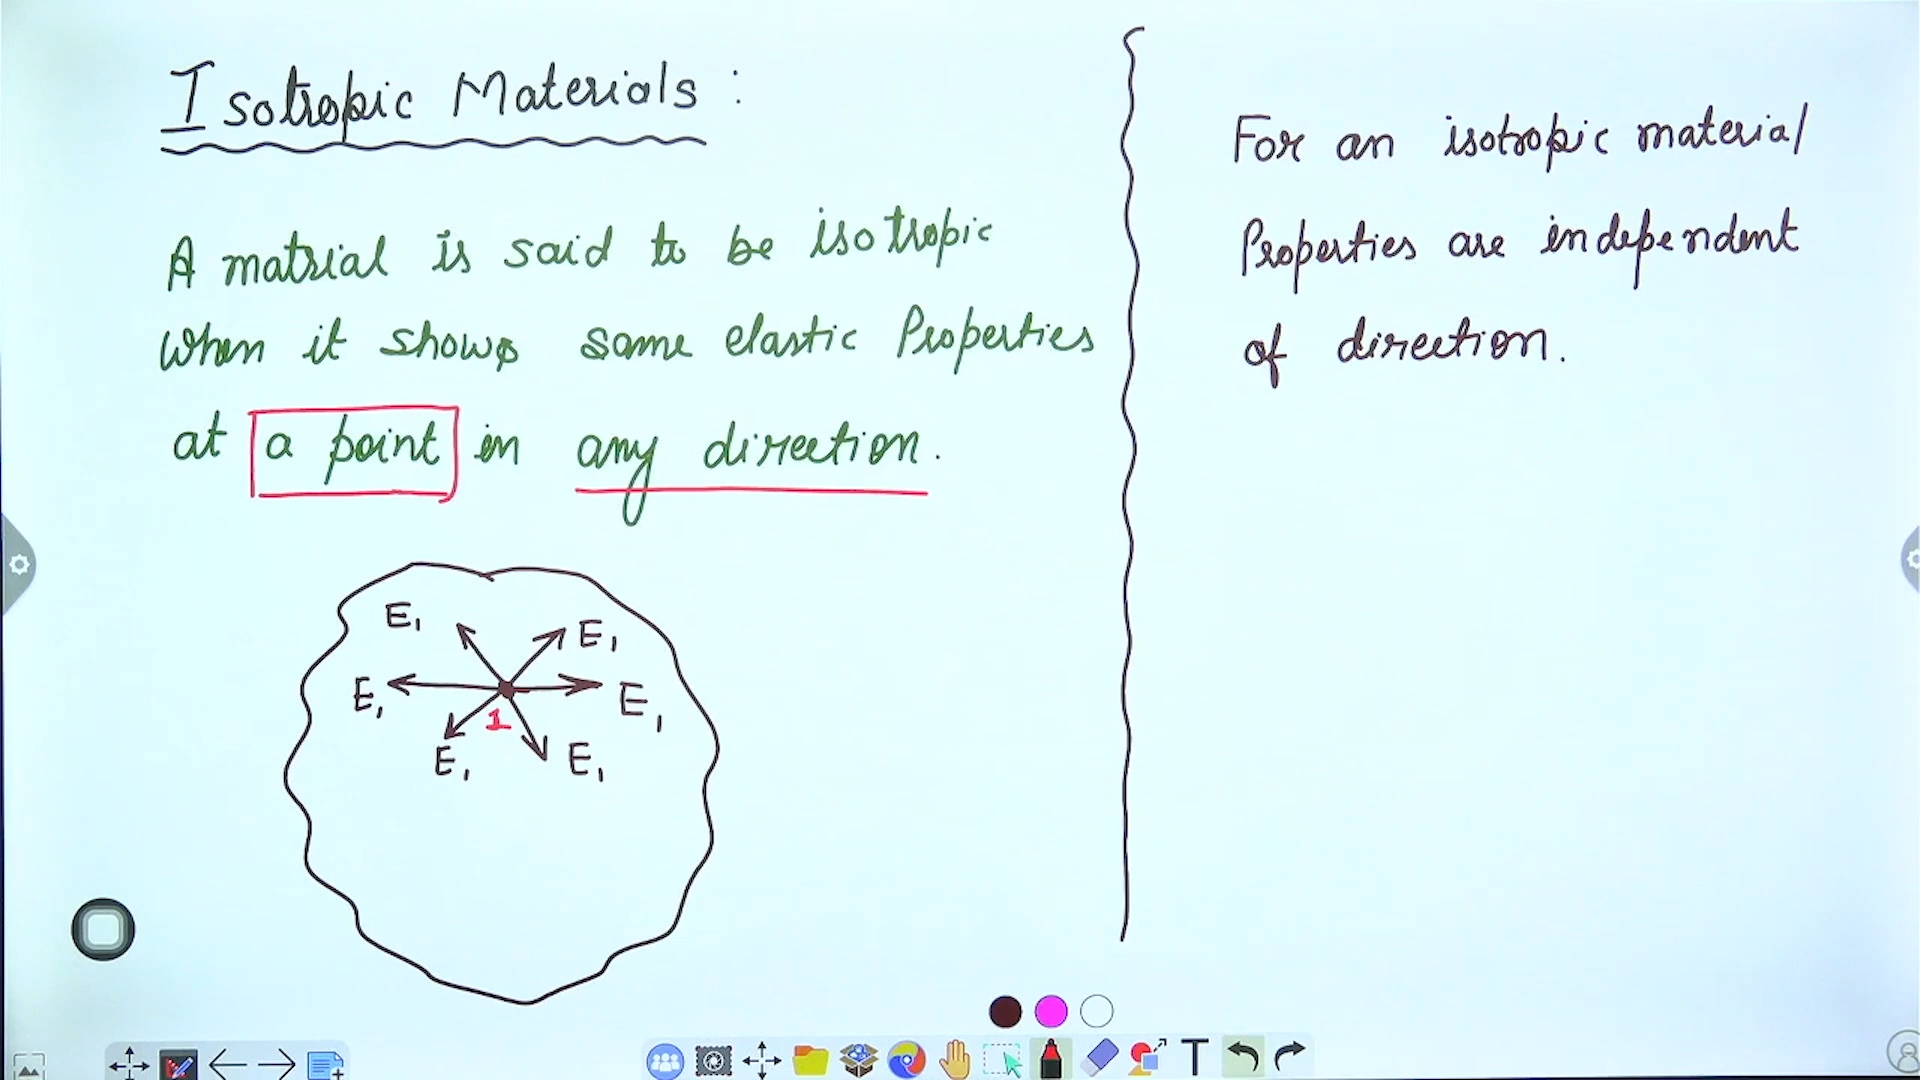 Isotropic Materials :
A matrial is said to be isotropic
when it shows same elastic Properties
at a point in any direction.
E1 E1
E1 E1
1
E1 E1
For an isotropic material
Properties are independent
of direction.
T